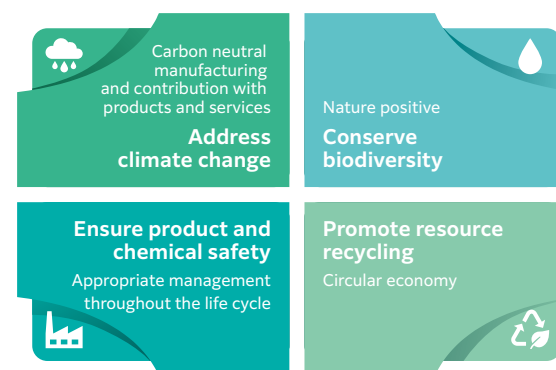 Carbon neutral
manufacturing
and contribution with
products and services
Address
climate change
Nature positive
Conserve
biodiversity
Ensure product and
chemical safety
Appropriate management
throughout the life cycle
Promote resource
recycling
Circular economy